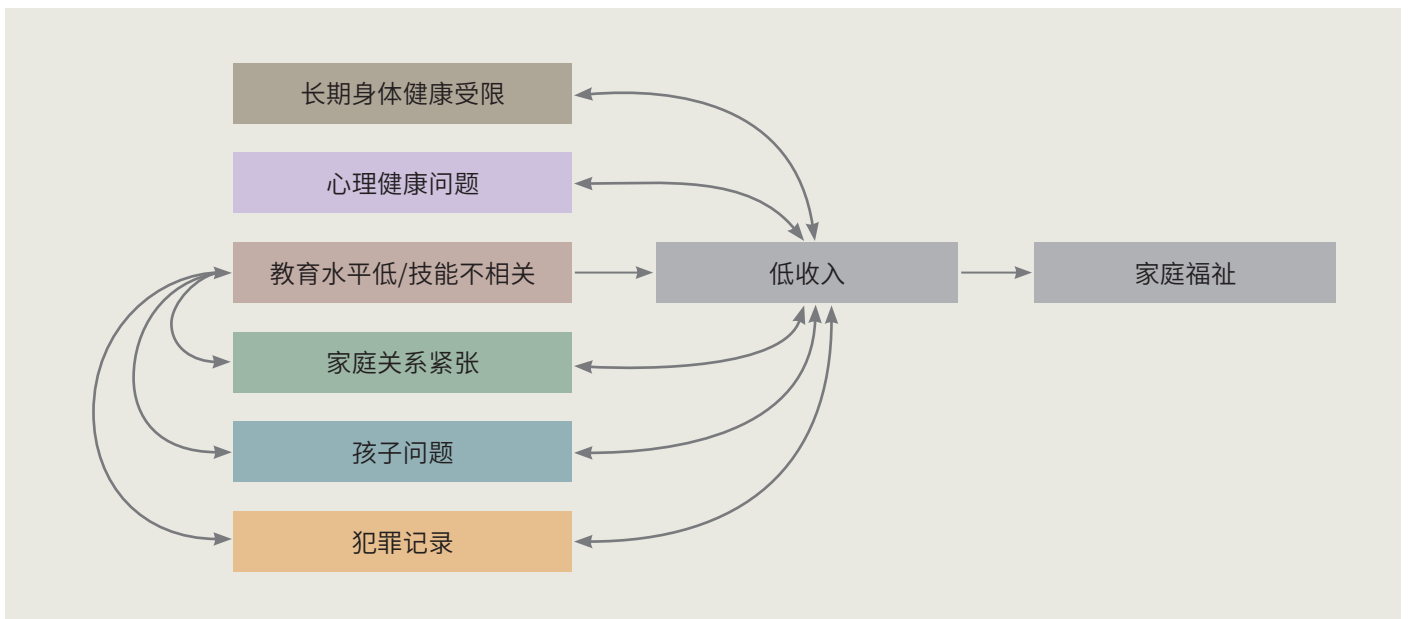 长期身体健康受限
心理健康问题
教育水平低/技能不相关
低收入
家庭福祉
家庭关系紧张
孩子问题
犯罪记录